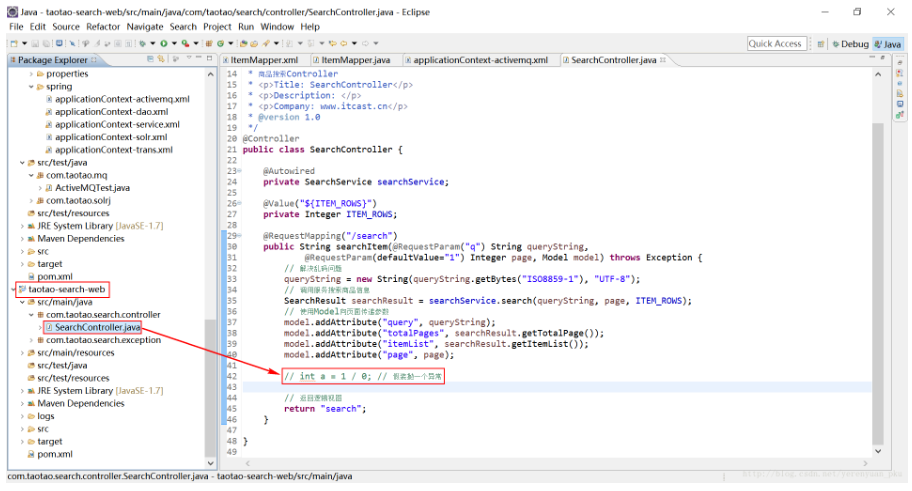 Java - taotao-search-web/src/main/java/com/taotao/search/controller/SearchController.java - Eclipse
File Edit Source Refactor Navigate Search Project Run Window Help
Quick Access Debug Java
Package Explorer
ItemMapper.xml ItemMapper.java applicationContext-activemq.xml SearchController.java
properties
spring
applicationContext-activemq.xml
applicationContext-dao.xml
applicationContext-service.xml
applicationContext-solr.xml
applicationContext-trans.xml
src/test/java
com.taotao.mq
ActiveMQTest.java
com.taotao.solrj
src/test/resources
JRE System Library [JavaSE-1.7]
Maven Dependencies
src
target
pom.xml
taotao-search-web
src/main/java
com.taotao.search.controller
SearchController.java
com.taotao.search.exception
src/main/resources
src/test/java
src/test/resources
JRE System Library [JavaSE-1.7]
Maven Dependencies
logs
src
target
pom.xml
14 * 商品搜索Controller
15 * <p>Title: SearchController</p>
16 * <p>Description: </p>
17 * <p>Company: www.itcast.cn</p>
18 * @version 1.0
19 */
20 @Controller
21 public class SearchController {
22
23 @Autowired
24 private SearchService searchService;
25
26 @Value("${ITEM_ROWS}")
27 private Integer ITEM_ROWS;
28
29 @RequestMapping("/search")
30 public String searchItem(@RequestParam("q") String queryString,
31 @RequestParam(defaultValue="1") Integer page, Model model) throws Exception {
32 // 解决乱码问题
33 queryString = new String(queryString.getBytes("ISO8859-1"), "UTF-8");
34 // 调用服务搜索商品信息
35 SearchResult searchResult = searchService.search(queryString, page, ITEM_ROWS);
36 // 使用Model向页面传递参数
37 model.addAttribute("query", queryString);
38 model.addAttribute("totalPages", searchResult.getTotalPage());
39 model.addAttribute("itemList", searchResult.getItemList());
40 model.addAttribute("page", page);
41
42 // int a = 1 / 0; // 假装抛一个异常
43
44 // 返回逻辑视图
45 return "search";
46 }
47
48 }
49
com.taotao.search.controller.SearchController.java - taotao-search-web/src/main/java